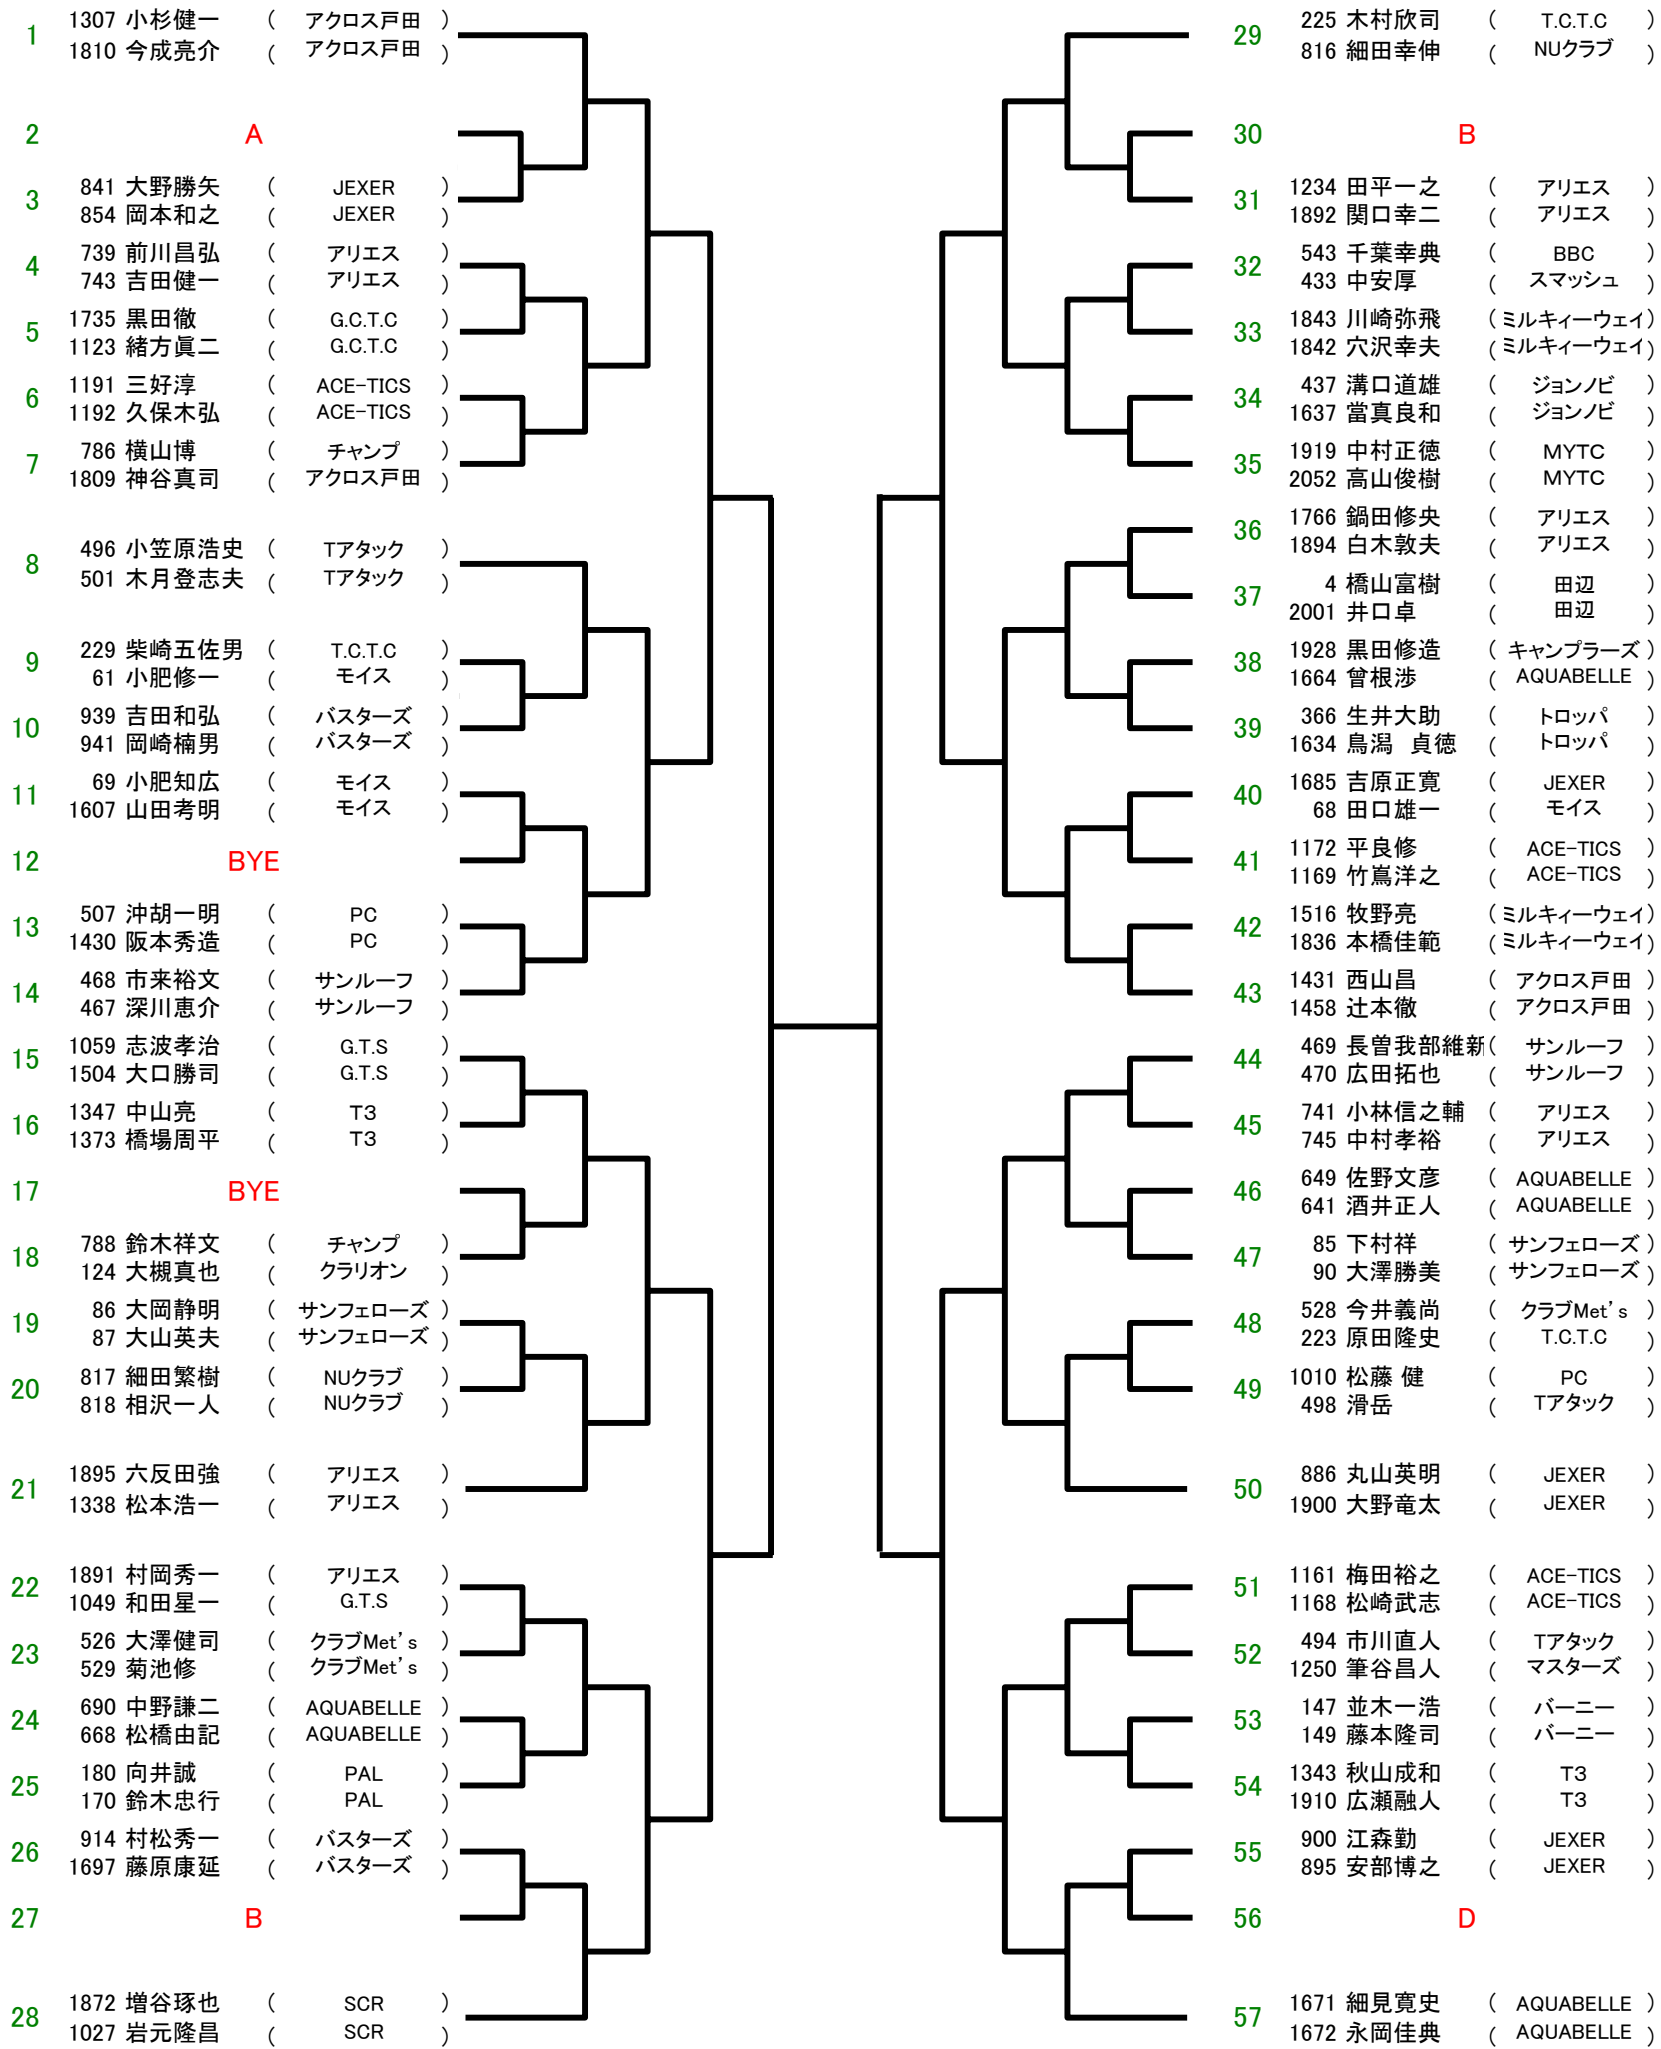 1 1307 小杉健一 ( アクロス戸田 )
1810 今成亮介 ( アクロス戸田 )
2 A
3 841 大野勝矢 ( JEXER )
854 岡本和之 ( JEXER )
4 739 前川昌弘 ( アリエス )
743 吉田健一 ( アリエス )
5 1735 黒田徹 ( G.C.T.C )
1123 緒方眞二 ( G.C.T.C )
6 1191 三好淳 ( ACE-TICS )
1192 久保木弘 ( ACE-TICS )
7 786 横山博 ( チャンプ )
1809 神谷真司 ( アクロス戸田 )
8 496 小笠原浩史 ( Tアタック )
501 木月登志夫 ( Tアタック )
9 229 柴崎五佐男 ( T.C.T.C )
61 小肥修一 ( モイス )
10 939 吉田和弘 ( バスターズ )
941 岡崎楠男 ( バスターズ )
11 69 小肥知広 ( モイス )
1607 山田考明 ( モイス )
12 BYE
13 507 沖胡一明 ( PC )
1430 阪本秀造 ( PC )
14 468 市来裕文 ( サンルーフ )
467 深川恵介 ( サンルーフ )
15 1059 志波孝治 ( G.T.S )
1504 大口勝司 ( G.T.S )
16 1347 中山亮 ( T3 )
1373 橋場周平 ( T3 )
17 BYE
18 788 鈴木祥文 ( チャンプ )
124 大槻真也 ( クラリオン )
19 86 大岡静明 ( サンフェローズ )
87 大山英夫 ( サンフェローズ )
20 817 細田繁樹 ( NUクラブ )
818 相沢一人 ( NUクラブ )
21 1895 六反田強 ( アリエス )
1338 松本浩一 ( アリエス )
22 1891 村岡秀一 ( アリエス )
1049 和田星一 ( G.T.S )
23 526 大澤健司 ( クラブMet's )
529 菊池修 ( クラブMet's )
24 690 中野謙二 ( AQUABELLE )
668 松橋由記 ( AQUABELLE )
25 180 向井誠 ( PAL )
170 鈴木忠行 ( PAL )
26 914 村松秀一 ( バスターズ )
1697 藤原康延 ( バスターズ )
27 B
28 1872 増谷琢也 ( SCR )
1027 岩元隆昌 ( SCR )
29 225 木村欣司 ( T.C.T.C )
816 細田幸伸 ( NUクラブ )
30 B
31 1234 田平一之 ( アリエス )
1892 関口幸二 ( アリエス )
32 543 千葉幸典 ( BBC )
433 中安厚 ( スマッシュ )
33 1843 川崎弥飛 ( ミルキィーウェイ )
1842 穴沢幸夫 ( ミルキィーウェイ )
34 437 溝口道雄 ( ジョンノビ )
1637 當真良和 ( ジョンノビ )
35 1919 中村正徳 ( MYTC )
2052 高山俊樹 ( MYTC )
36 1766 鍋田修央 ( アリエス )
1894 白木敦夫 ( アリエス )
37 4 橋山富樹 ( 田辺 )
2001 井口卓 ( 田辺 )
38 1928 黒田修造 ( キャンプラーズ )
1664 曾根渉 ( AQUABELLE )
39 366 生井大助 ( トロッパ )
1634 鳥潟　貞徳 ( トロッパ )
40 1685 吉原正寛 ( JEXER )
68 田口雄一 ( モイス )
41 1172 平良修 ( ACE-TICS )
1169 竹嶌洋之 ( ACE-TICS )
42 1516 牧野亮 ( ミルキィーウェイ )
1836 本橋佳範 ( ミルキィーウェイ )
43 1431 西山昌 ( アクロス戸田 )
1458 辻本徹 ( アクロス戸田 )
44 469 長曽我部維新 ( サンルーフ )
470 広田拓也 ( サンルーフ )
45 741 小林信之輔 ( アリエス )
745 中村孝裕 ( アリエス )
46 649 佐野文彦 ( AQUABELLE )
641 酒井正人 ( AQUABELLE )
47 85 下村祥 ( サンフェローズ )
90 大澤勝美 ( サンフェローズ )
48 528 今井義尚 ( クラブMet's )
223 原田隆史 ( T.C.T.C )
49 1010 松藤 健 ( PC )
498 滑岳 ( Tアタック )
50 886 丸山英明 ( JEXER )
1900 大野竜太 ( JEXER )
51 1161 梅田裕之 ( ACE-TICS )
1168 松崎武志 ( ACE-TICS )
52 494 市川直人 ( Tアタック )
1250 筆谷昌人 ( マスターズ )
53 147 並木一浩 ( バーニー )
149 藤本隆司 ( バーニー )
54 1343 秋山成和 ( T3 )
1910 広瀬融人 ( T3 )
55 900 江森勤 ( JEXER )
895 安部博之 ( JEXER )
56 D
57 1671 細見寛史 ( AQUABELLE )
1672 永岡佳典 ( AQUABELLE )